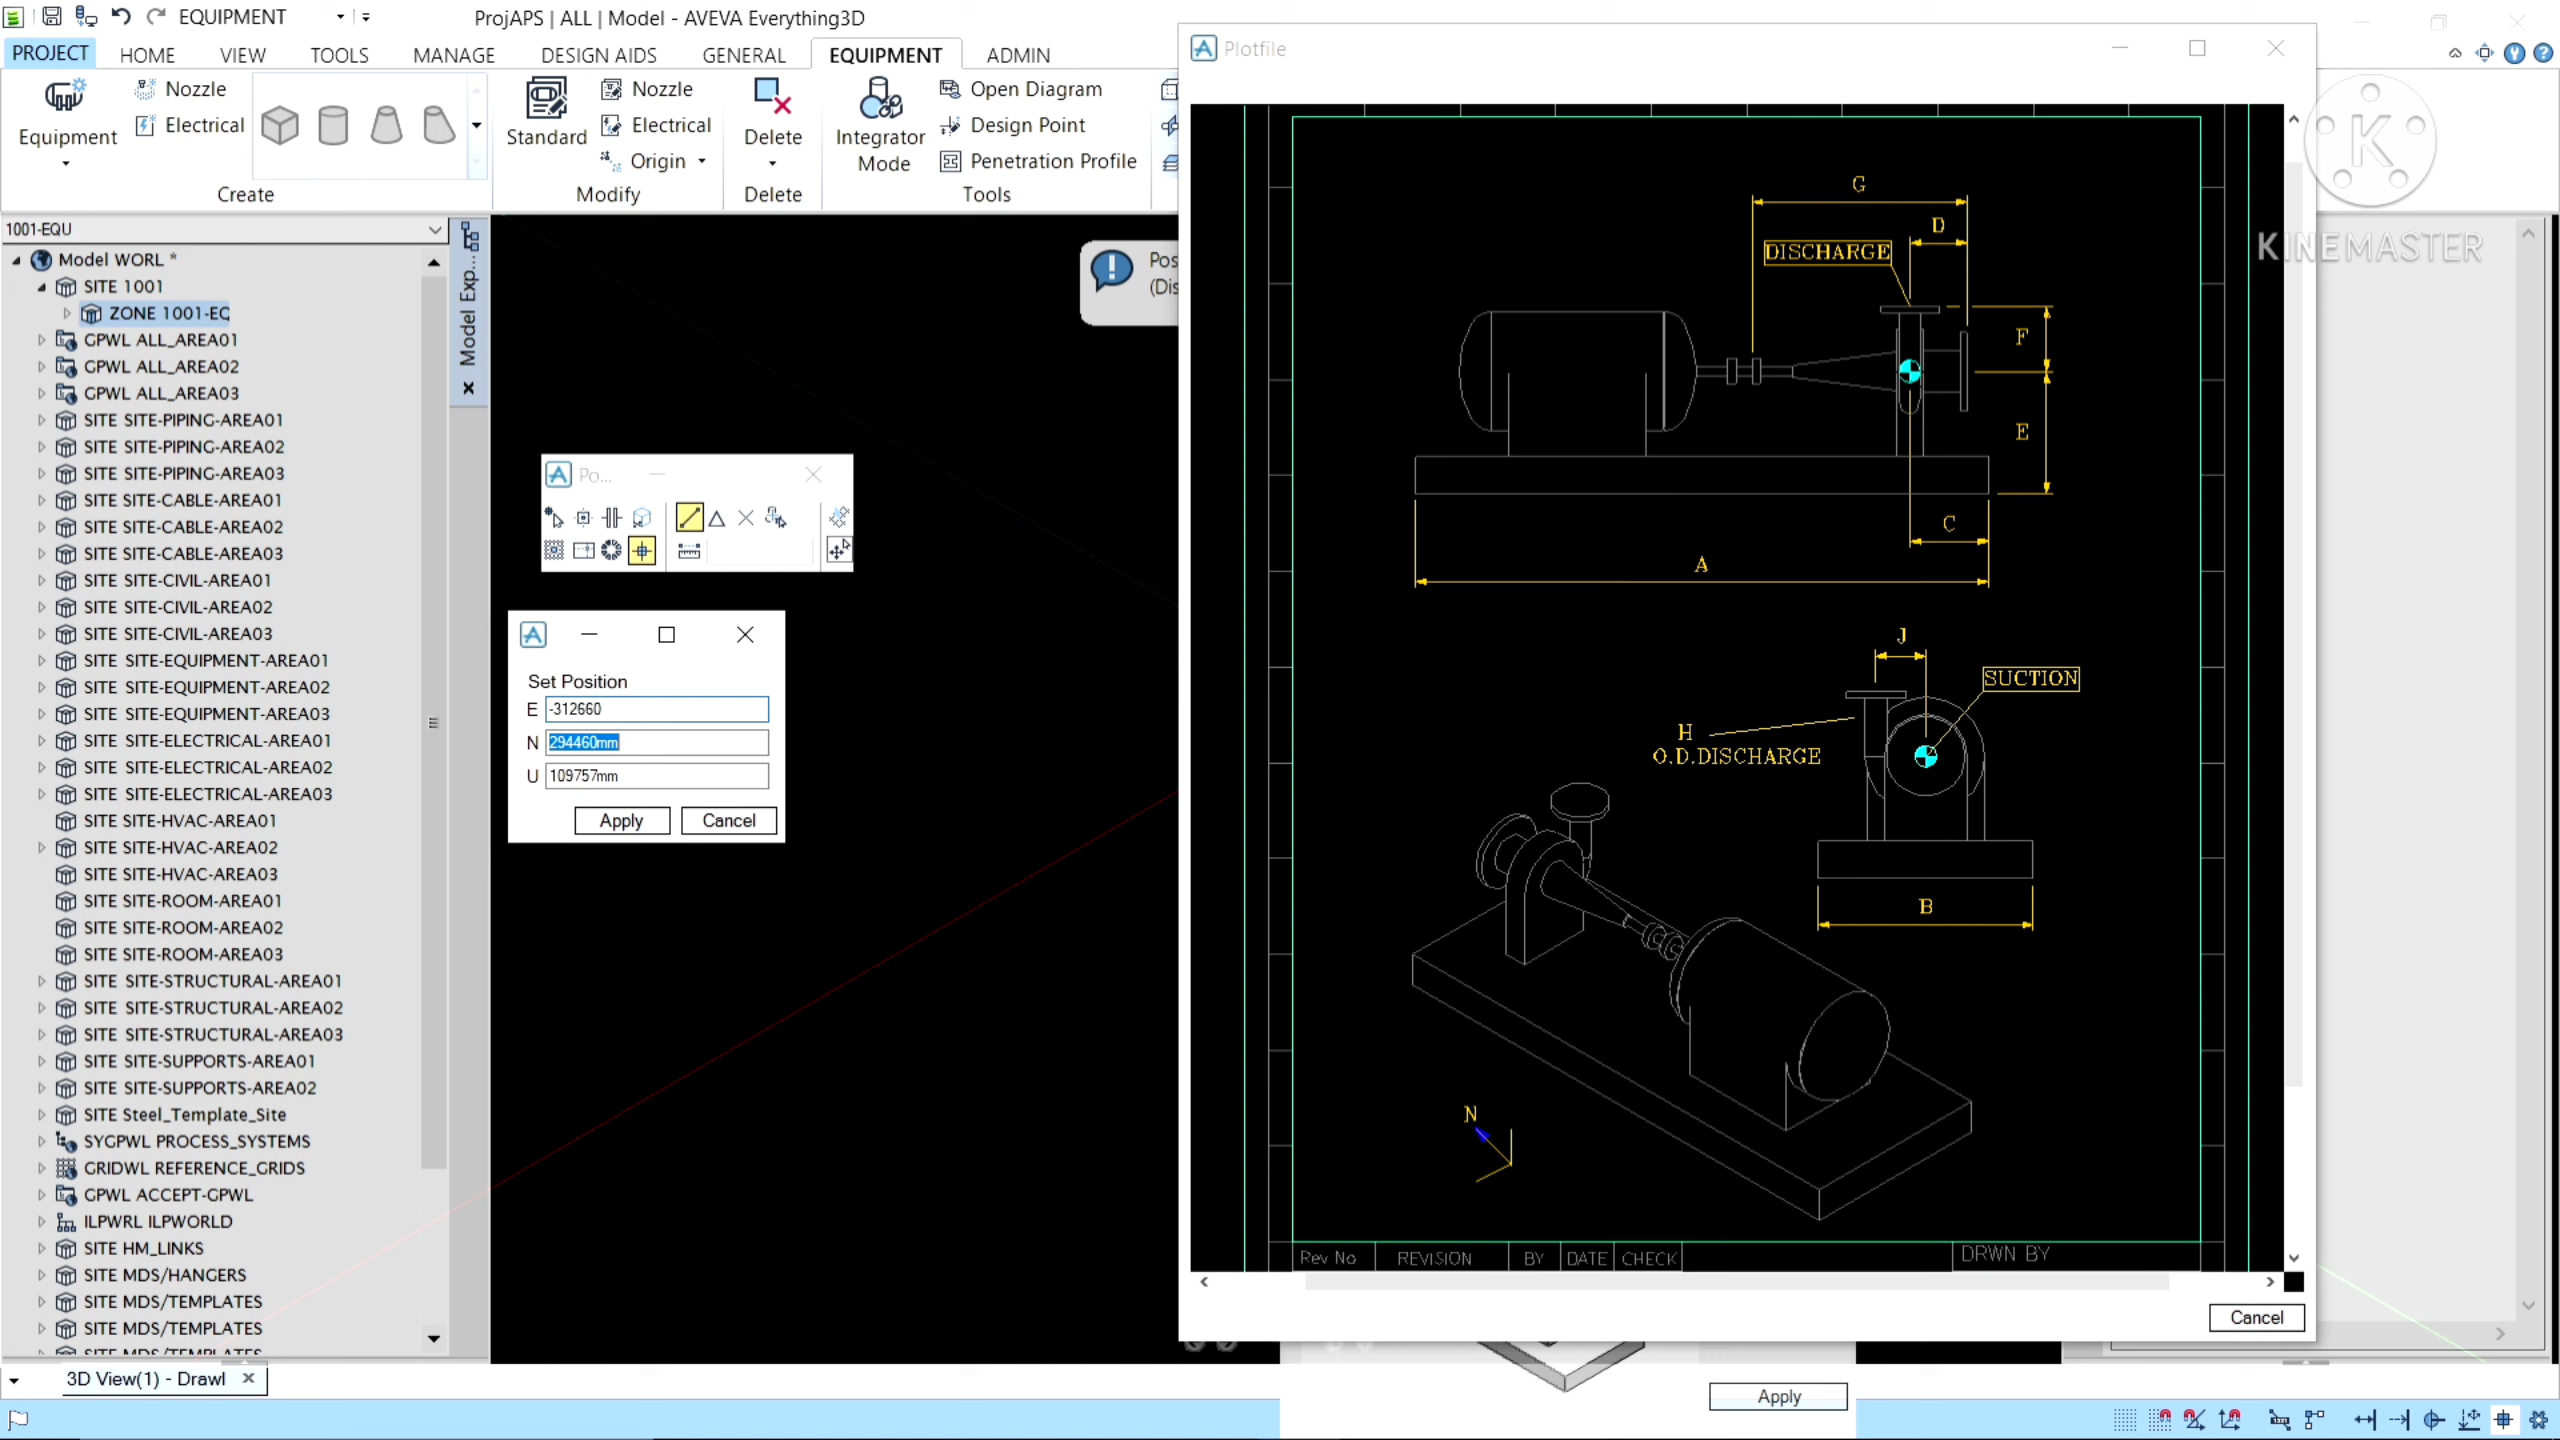 EQUIPMENT
ProjAPS | ALL | Model - AVEVA Everything3D
PROJECT
HOME
VIEW
TOOLS
MANAGE
DESIGN AIDS
GENERAL
EQUIPMENT
ADMIN
Equipment
Nozzle
Electrical
Create
Standard
Nozzle
Electrical
Origin
Modify
Delete
Delete
Integrator
Mode
Open Diagram
Design Point
Penetration Profile
Tools
1001-EQU
Model WORL *
SITE 1001
ZONE 1001-EQ
GPWL ALL_AREA01
GPWL ALL_AREA02
GPWL ALL_AREA03
SITE SITE-PIPING-AREA01
SITE SITE-PIPING-AREA02
SITE SITE-PIPING-AREA03
SITE SITE-CABLE-AREA01
SITE SITE-CABLE-AREA02
SITE SITE-CABLE-AREA03
SITE SITE-CIVIL-AREA01
SITE SITE-CIVIL-AREA02
SITE SITE-CIVIL-AREA03
SITE SITE-EQUIPMENT-AREA01
SITE SITE-EQUIPMENT-AREA02
SITE SITE-EQUIPMENT-AREA03
SITE SITE-ELECTRICAL-AREA01
SITE SITE-ELECTRICAL-AREA02
SITE SITE-ELECTRICAL-AREA03
SITE SITE-HVAC-AREA01
SITE SITE-HVAC-AREA02
SITE SITE-HVAC-AREA03
SITE SITE-ROOM-AREA01
SITE SITE-ROOM-AREA02
SITE SITE-ROOM-AREA03
SITE SITE-STRUCTURAL-AREA01
SITE SITE-STRUCTURAL-AREA02
SITE SITE-STRUCTURAL-AREA03
SITE SITE-SUPPORTS-AREA01
SITE SITE-SUPPORTS-AREA02
SITE Steel_Template_Site
SYGPWL PROCESS_SYSTEMS
GRIDWL REFERENCE_GRIDS
GPWL ACCEPT-GPWL
ILPWRL ILPWORLD
SITE HM_LINKS
SITE MDS/HANGERS
SITE MDS/TEMPLATES
SITE MDS/TEMPLATES
SITE MDS/TEMPLATES
Model Exp...
Pos
(Dis
Po...
Set Position
E -312660
N 294460mm
U 109757mm
Apply
Cancel
Plotfile
G
D
DISCHARGE
F
E
C
A
J
SUCTION
H
O.D.DISCHARGE
B
N
Rev No
REVISION
BY
DATE
CHECK
DRWN BY
Cancel
K
KINEMASTER
3D View(1) - Drawl
Apply